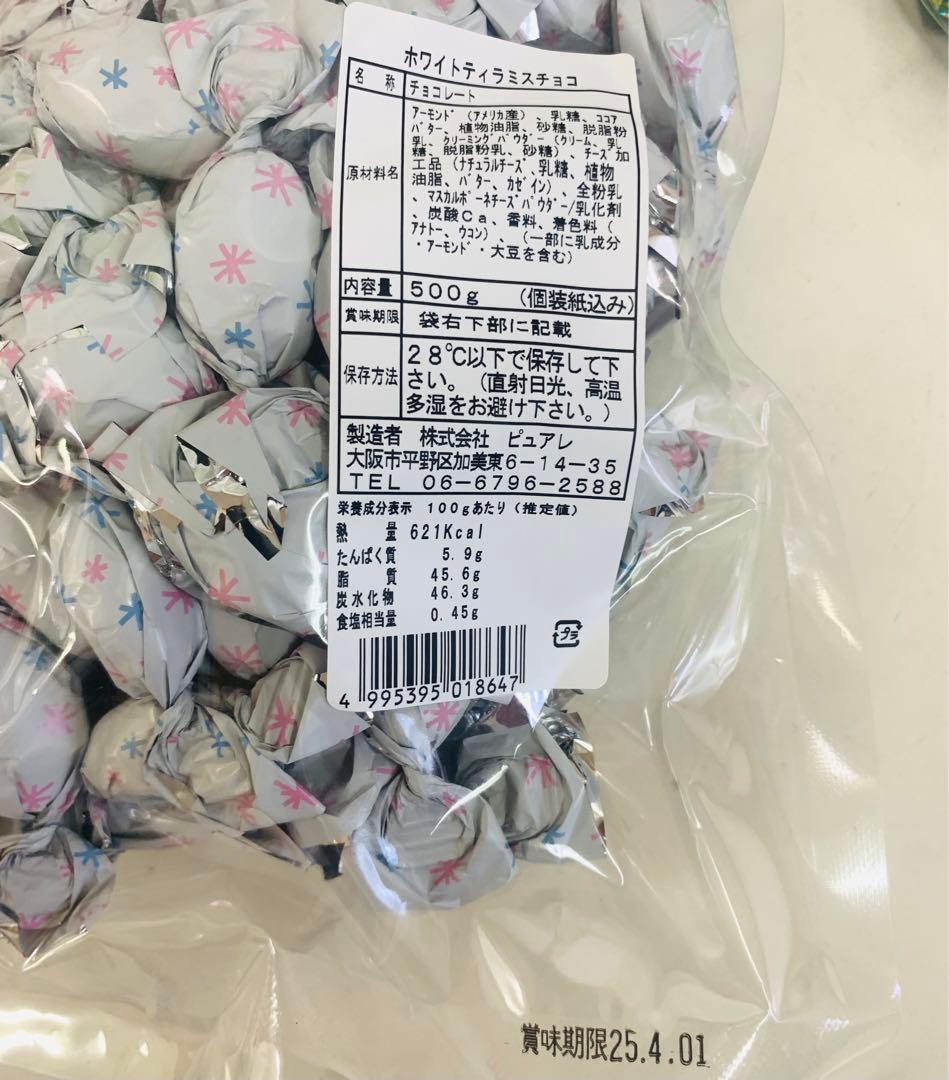 ホワイトティラミスチョコ
名 称 チョコレート
原材料名
アーモンド（アメリカ産）、乳糖、ココア
バター、植物油脂、砂糖、脱脂粉
乳、クリーミングパウダー（クリーム、乳
糖、脱脂粉乳、砂糖）、チーズ加
工品（ナチュラルチーズ、乳糖、植物
油脂、バター、カゼイン）、全粉乳
、マスカルポーネチーズパウダー/乳化剤
、炭酸Ｃａ、香料、着色料（
アナトー、ウコン）、（一部に乳成分
・アーモンド・大豆を含む）
内容量 500g （個装紙込み）
賞味期限 袋右下部に記載
保存方法
28℃以下で保存して下
さい。（直射日光、高温
多湿をお避け下さい。）
製造者 株式会社 ピュアレ
大阪市平野区加美東6－14－35
TEL 06－6796－2588
栄養成分表示 100gあたり（推定値）
熱 量 621Kcal
たんぱく質 5.9g
脂 質 45.6g
炭水化物 46.3g
食塩相当量 0.45g
プラ
4 995395 018647
賞味期限25.4.01